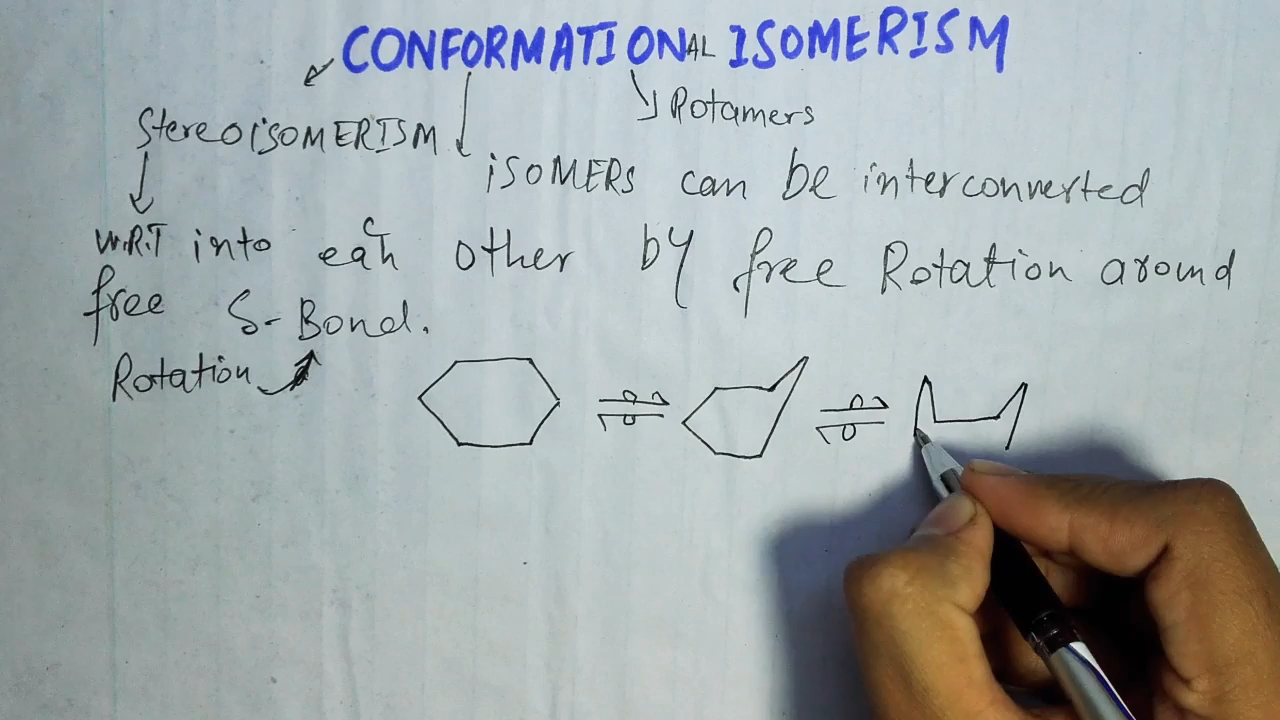 CONFORMATIONAL ISOMERISM
Rotamers
StereoiSOMERISM
iSOMERS can be interconverted
W.R.T into each other by free Rotation around
free S-Bond.
Rotation